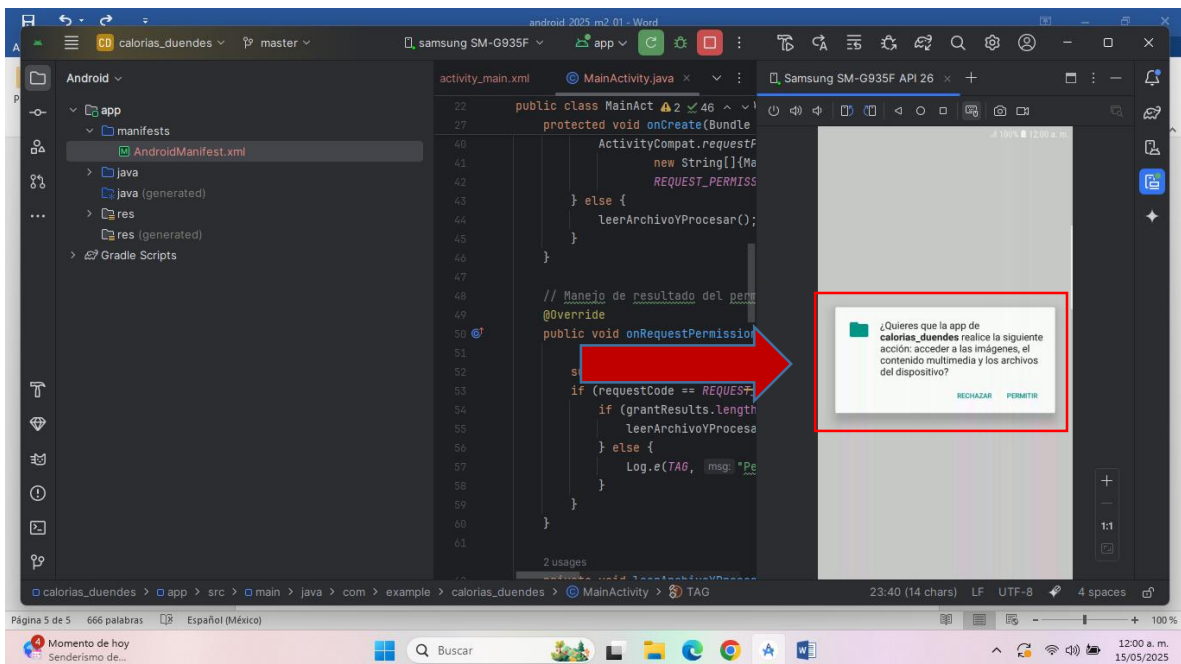 android 2025 m2 01 - Word
CD calorias_duendes master samsung SM-G935F app
Android
activity_main.xml MainActivity.java Samsung SM-G935F API 26
app
manifests
AndroidManifest.xml
java
java (generated)
res
res (generated)
Gradle Scripts
2 46
22 public class MainAct
27 protected void onCreate(Bundle
40 ActivityCompat.requestP
41 new String[]{Ma
42 REQUEST_PERMISS
43 } else {
44 leerArchivoYProcesar();
45 }
46 }
47
48 // Manejo de resultado del perm
49 @Override
50 public void onRequestPermission
51
52 s
53 if (requestCode == REQUEST
54 if (grantResults.length
55 leerArchivoYProcesa
56 } else {
57 Log.e(TAG, msg: "Pe
58 }
59 }
60 }
61
2 usages
100% 12:00 a. m.
¿Quieres que la app de
calorias_duendes realice la siguiente
acción: acceder a las imágenes, el
contenido multimedia y los archivos
del dispositivo?
RECHAZAR PERMITIR
1:1
calorias_duendes > app > src > main > java > com > example > calorias_duendes > MainActivity > TAG 23:40 (14 chars) LF UTF-8 4 spaces
Página 5 de 5 666 palabras Español (México) 100 %
Momento de hoy
Senderismo de...
Buscar
12:00 a. m.
15/05/2025